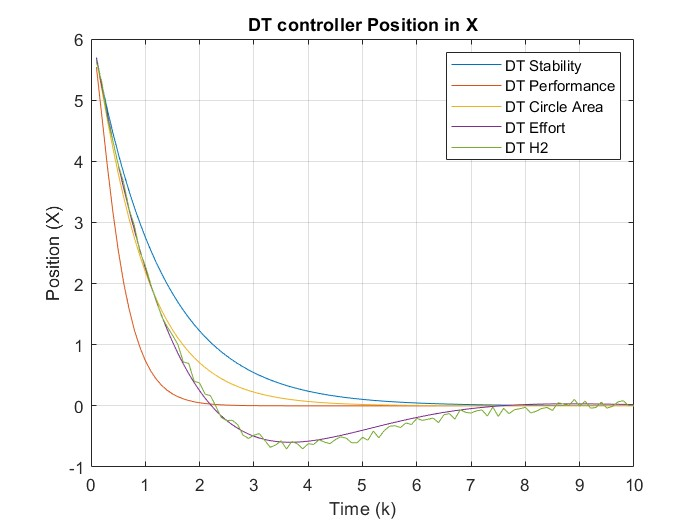 DT controller Position in X
6
5
4
3
2
1
0
-1
Position (X)
DT Stability
DT Performance
DT Circle Area
DT Effort
DT H2
0 1 2 3 4 5 6 7 8 9 10
Time (k)